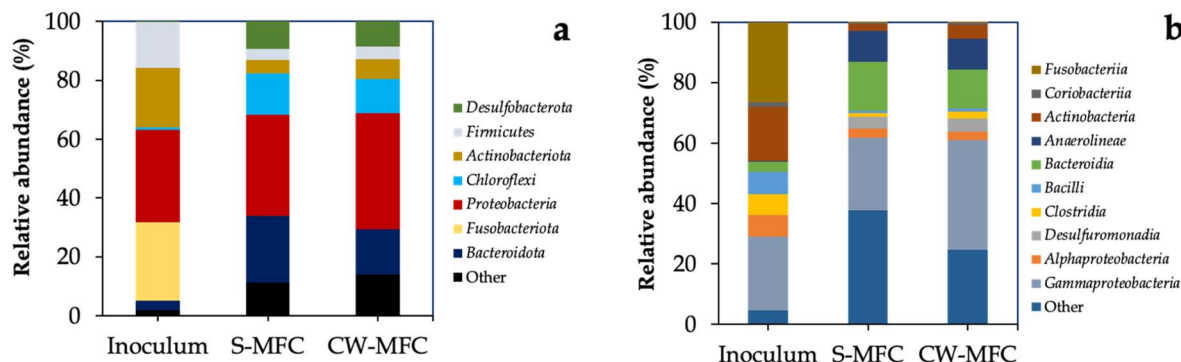 a
Relative abundance (%)
100
80
60
40
20
0
Inoculum S-MFC CW-MFC
Desulfobacterota
Firmicutes
Actinobacteriota
Chloroflexi
Proteobacteria
Fusobacteriota
Bacteroidota
Other
b
Relative abundance (%)
100
80
60
40
20
0
Inoculum S-MFC CW-MFC
Fusobacteriia
Coriobacteriia
Actinobacteria
Anaerolineae
Bacteroidia
Bacilli
Clostridia
Desulfuromonadia
Alphaproteobacteria
Gammaproteobacteria
Other